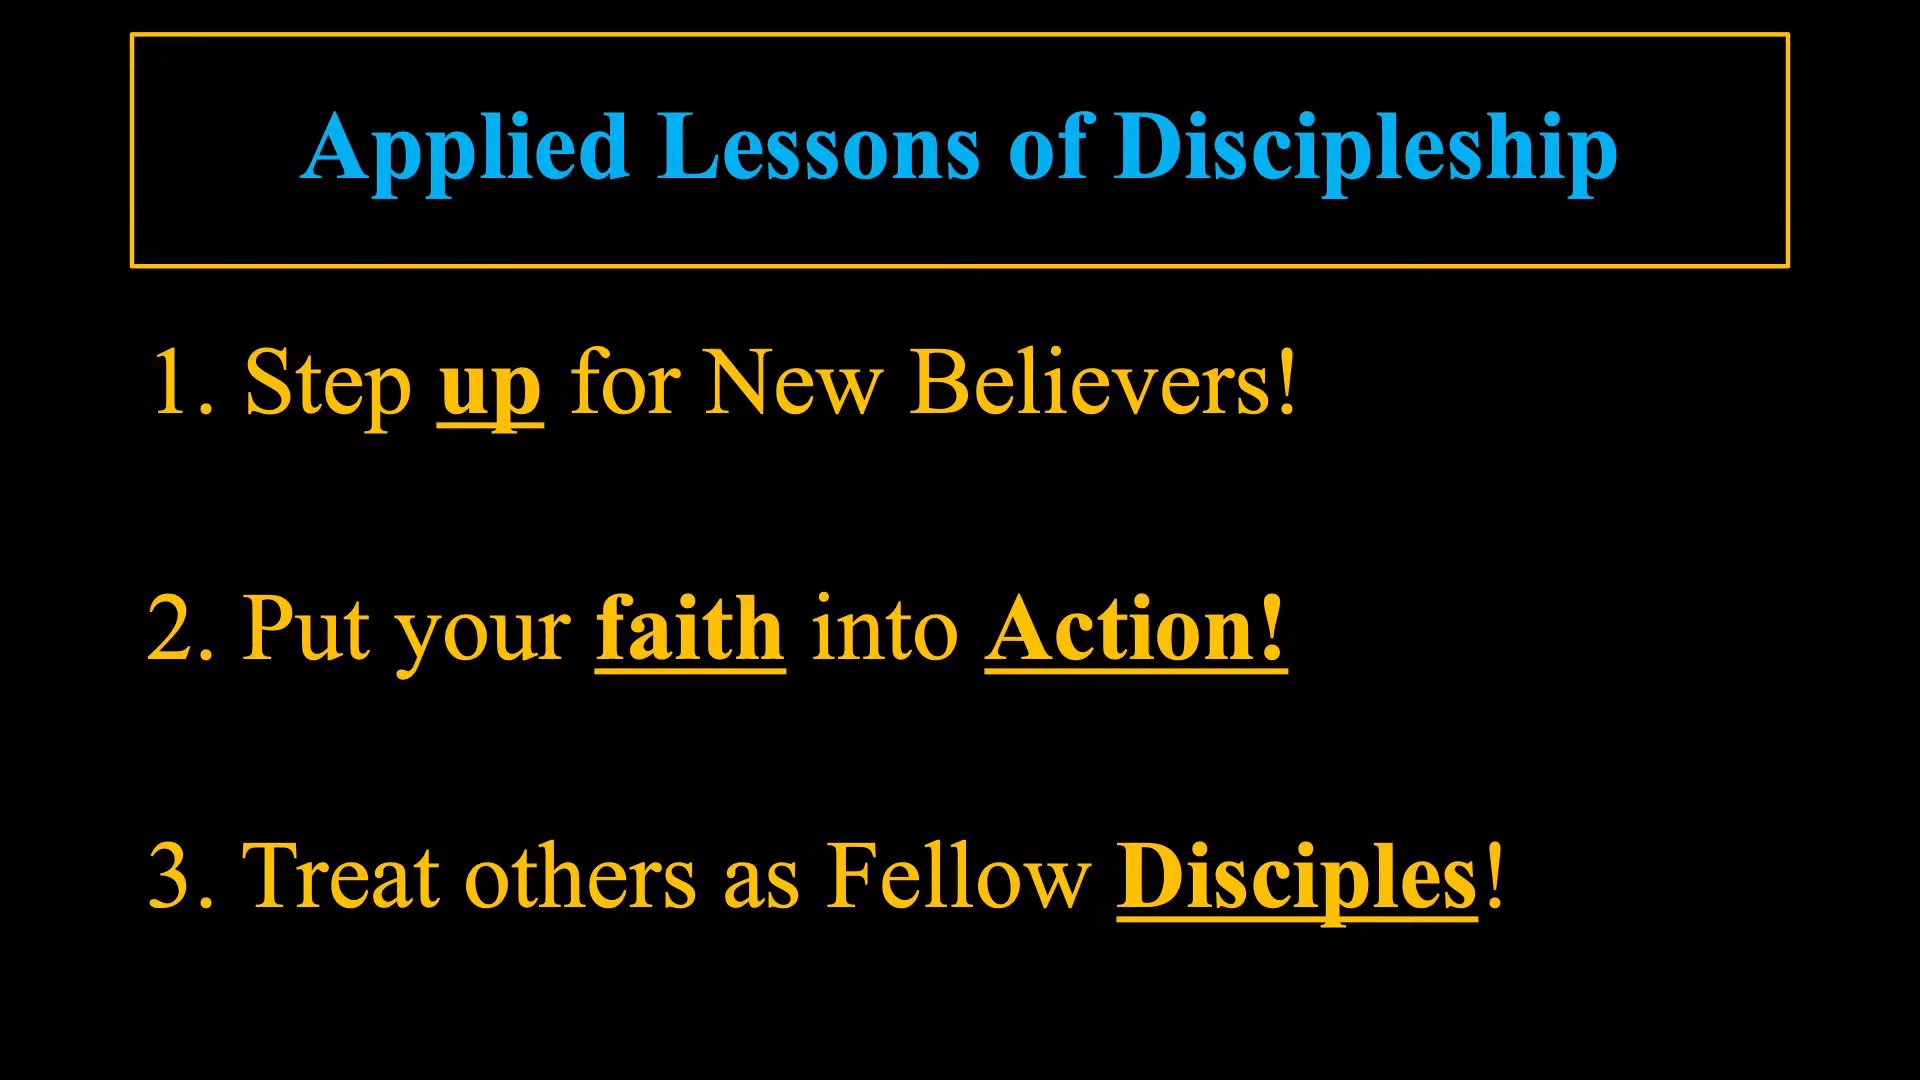 Applied Lessons of Discipleship
1. Step up for New Believers!
2. Put your faith into Action!
3. Treat others as Fellow Disciples!